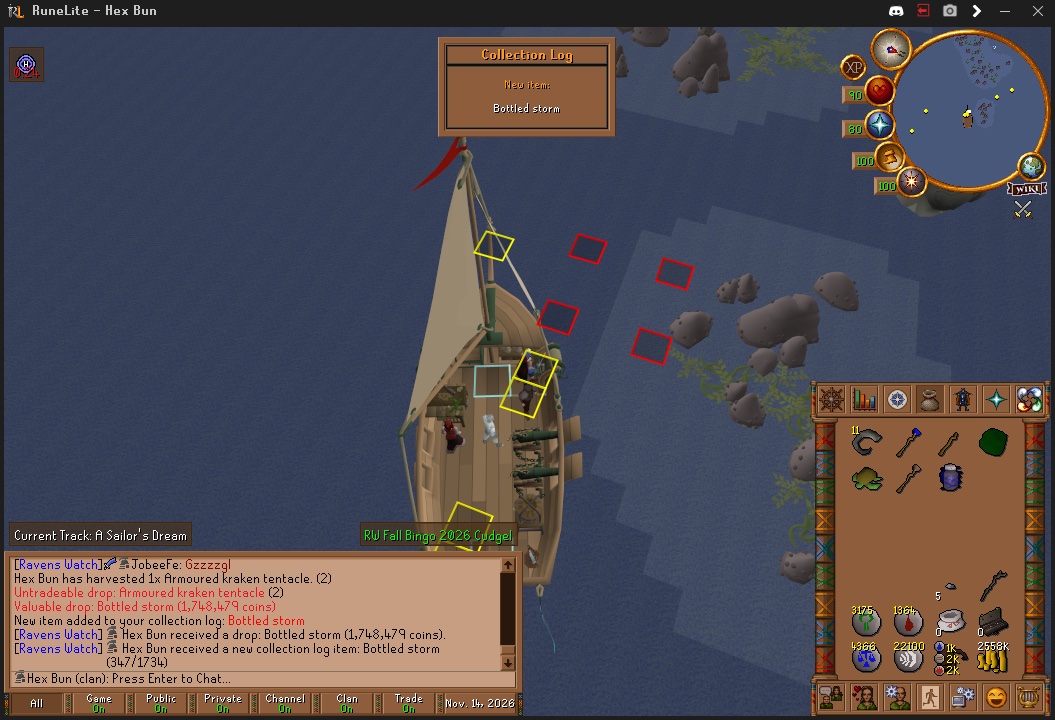 RuneLite - Hex Bun
Collection Log
New item:
Bottled storm
XP
90
80
100
100
WIKI
11
5
3175
1364
0
0
4366
22100
1K
2K
2K
2558K
Current Track: A Sailor's Dream
RW Fall Bingo 2026 Cudgel
[Ravens Watch] JobeeFe: Gzzzzgl
Hex Bun has harvested 1x Armoured kraken tentacle. (2)
Untradeable drop: Armoured kraken tentacle (2)
Valuable drop: Bottled storm (1,748,479 coins)
New item added to your collection log: Bottled storm
[Ravens Watch] Hex Bun received a drop: Bottled storm (1,748,479 coins).
[Ravens Watch] Hex Bun received a new collection log item: Bottled storm
(347/1734)
Hex Bun (clan): Press Enter to Chat...
All
Game
On
Public
On
Private
On
Channel
On
Clan
On
Trade
On
Nov. 14, 2026